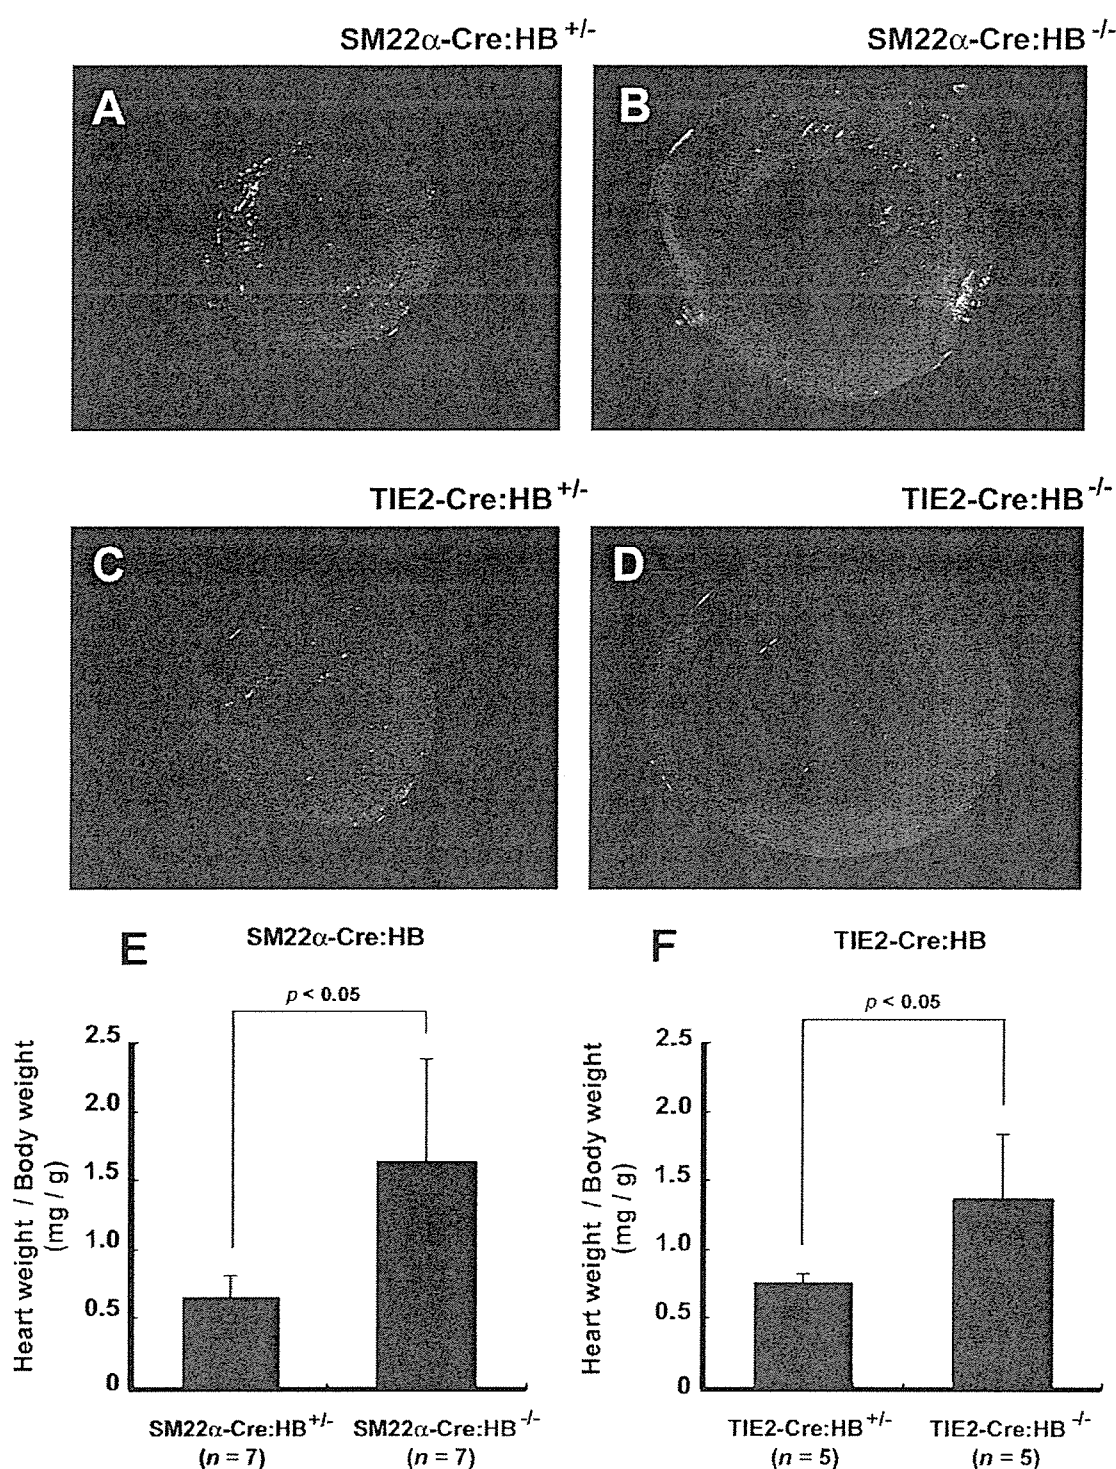 SM22α-Cre:HB+/-
SM22α-Cre:HB-/-
A
B
TIE2-Cre:HB+/-
TIE2-Cre:HB-/-
C
D
E
SM22α-Cre:HB
p < 0.05
Heart weight / Body weight
(mg / g)
2.5
2.0
1.5
1.0
0.5
0
SM22α-Cre:HB+/-
(n = 7)
SM22α-Cre:HB-/-
(n = 7)
F
TIE2-Cre:HB
p < 0.05
Heart weight / Body weight
(mg / g)
2.5
2.0
1.5
1.0
0.5
0
TIE2-Cre:HB+/-
(n = 5)
TIE2-Cre:HB-/-
(n = 5)